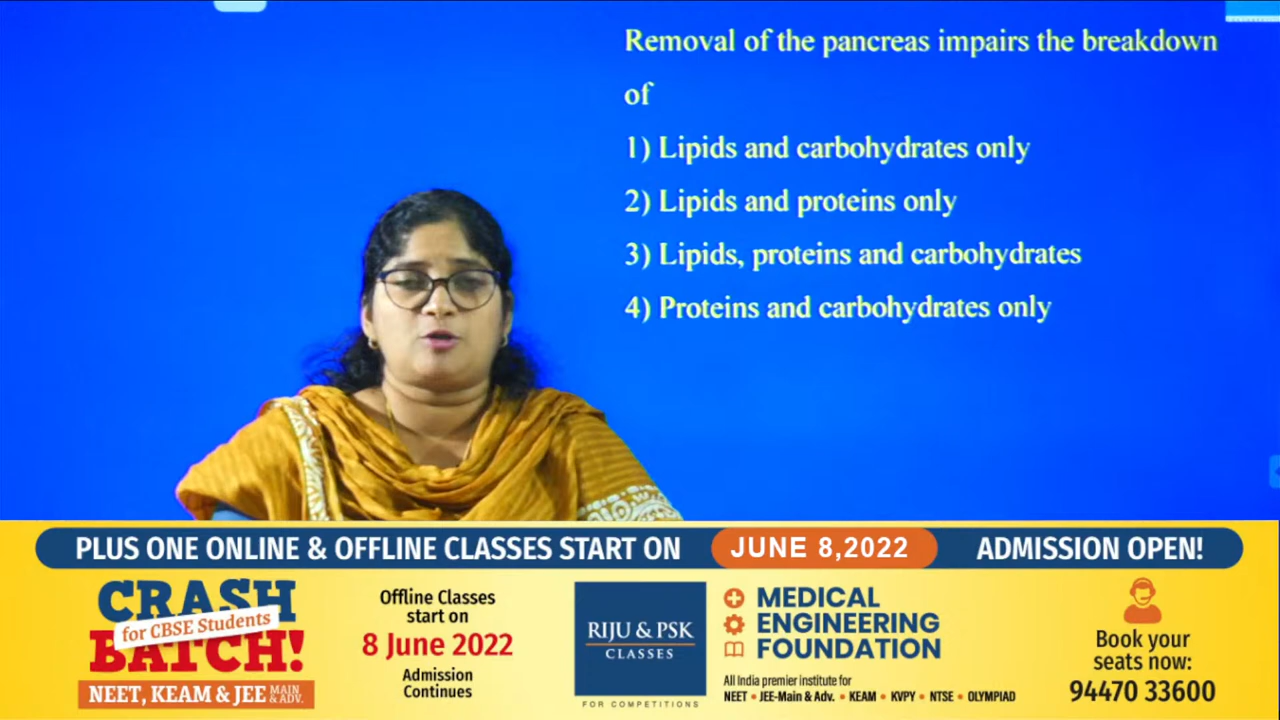 Removal of the pancreas impairs the breakdown
of
1) Lipids and carbohydrates only
2) Lipids and proteins only
3) Lipids, proteins and carbohydrates
4) Proteins and carbohydrates only
PLUS ONE ONLINE & OFFLINE CLASSES START ON JUNE 8,2022 ADMISSION OPEN!
CRASH
for CBSE Students
BATCH!
NEET, KEAM & JEE MAIN & ADV.
Offline Classes
start on
8 June 2022
Admission
Continues
RIJU & PSK
CLASSES
FOR COMPETITIONS
MEDICAL
ENGINEERING
FOUNDATION
All India premier institute for
NEET • JEE-Main & Adv. • KEAM • KVPY • NTSE • OLYMPIAD
Book your
seats now:
94470 33600